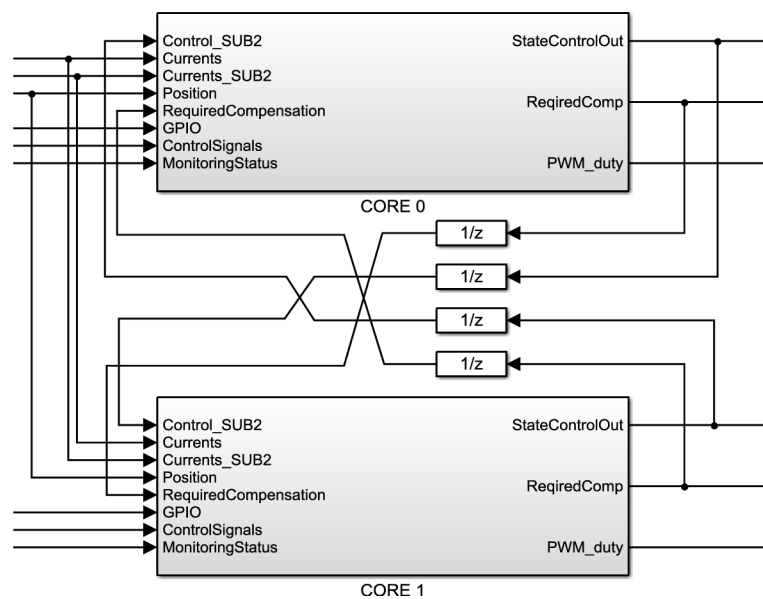 Control_SUB2
Currents
Currents_SUB2
Position
RequiredCompensation
GPIO
ControlSignals
MonitoringStatus
StateControlOut
ReqiredComp
PWM_duty
CORE 0
1/z
1/z
1/z
1/z
Control_SUB2
Currents
Currents_SUB2
Position
RequiredCompensation
GPIO
ControlSignals
MonitoringStatus
StateControlOut
ReqiredComp
PWM_duty
CORE 1